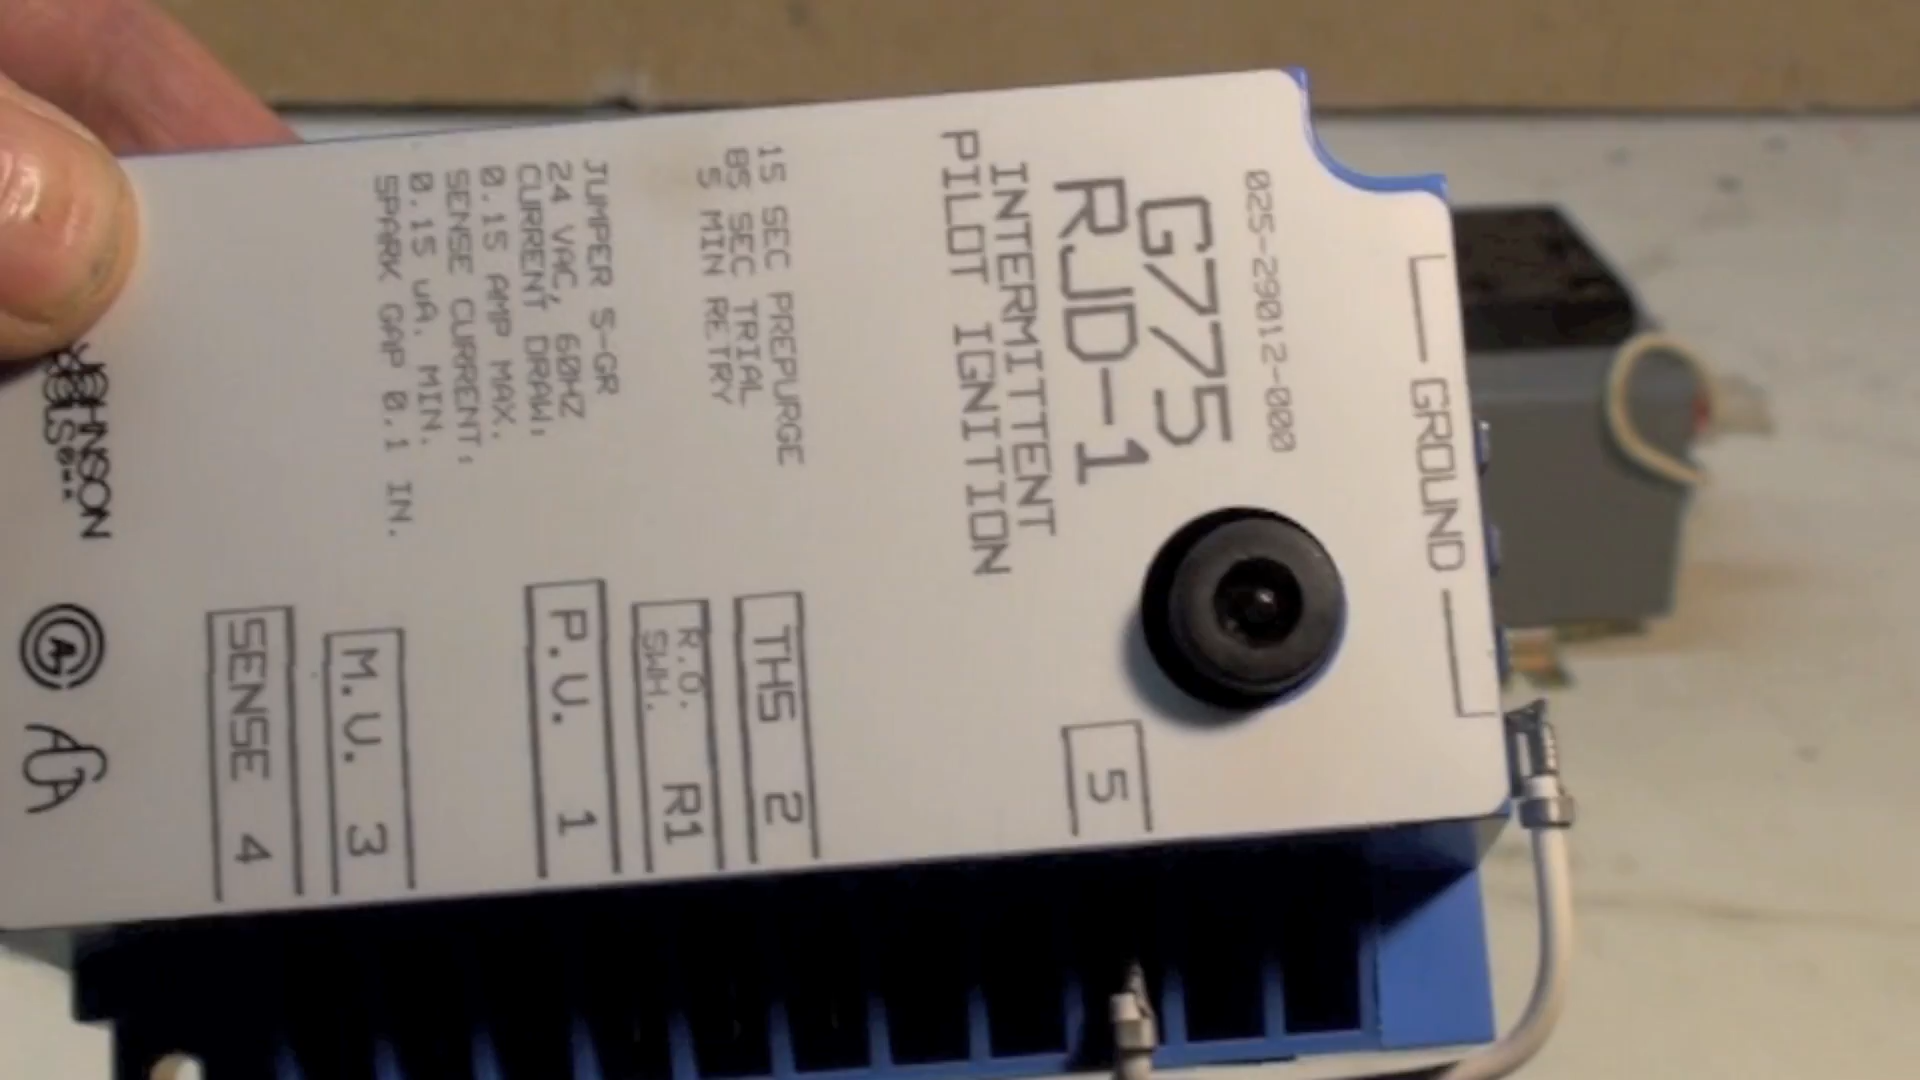 025-29012-000
G775
RJD-1
INTERMITTENT
PILOT IGNITION
15 SEC PREPURGE
85 SEC TRIAL
5 MIN RETRY
JUMPER S-GR
24 VAC, 60HZ
CURRENT DRAW:
0.15 AMP MAX.
SENSE CURRENT:
0.15 uA. MIN.
SPARK GAP 0.1 IN.
JOHNSON
GROUND
5
THS 2
R.O. SWH. R1
P.V. 1
M.V. 3
SENSE 4